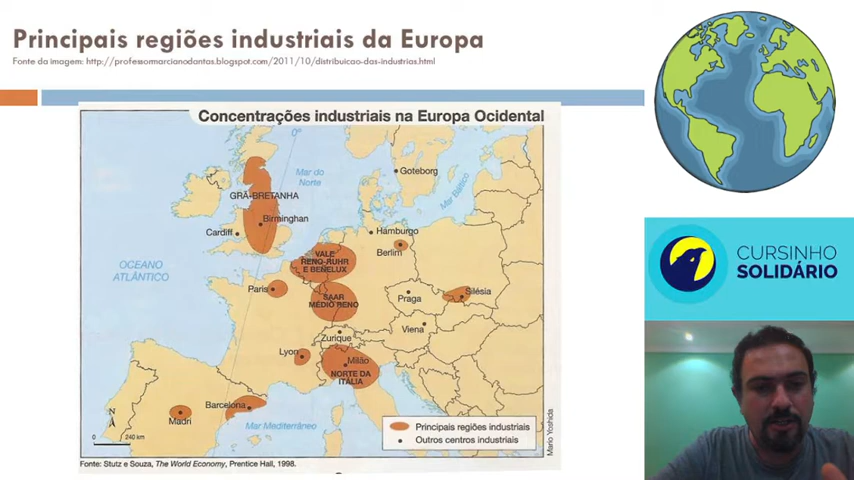 Principais regiões industriais da Europa
Fonte da imagem: http://professormarcianodantas.blogspot.com/2011/10/distribuicao-das-industrias.html
Concentrações industriais na Europa Ocidental
0°
Mar do
Norte
Goteborg
Mar Báltico
GRÃ-BRETANHA
Birminghan
Cardiff
Hamburgo
Berlim
VALE
RENO-RUHR
E BENELUX
OCEANO
ATLÂNTICO
Paris
SAAR
MÉDIO RENO
Praga
Silésia
Viena
Zurique
Lyon
Milão
NORTE DA
ITÁLIA
Barcelona
Madri
Mar Mediterrâneo
N
0 240 km
Principais regiões industriais
Outros centros industriais
Mario Yoshida
Fonte: Stutz e Souza, The World Economy, Prentice Hall, 1998.
CURSINHO
SOLIDÁRIO